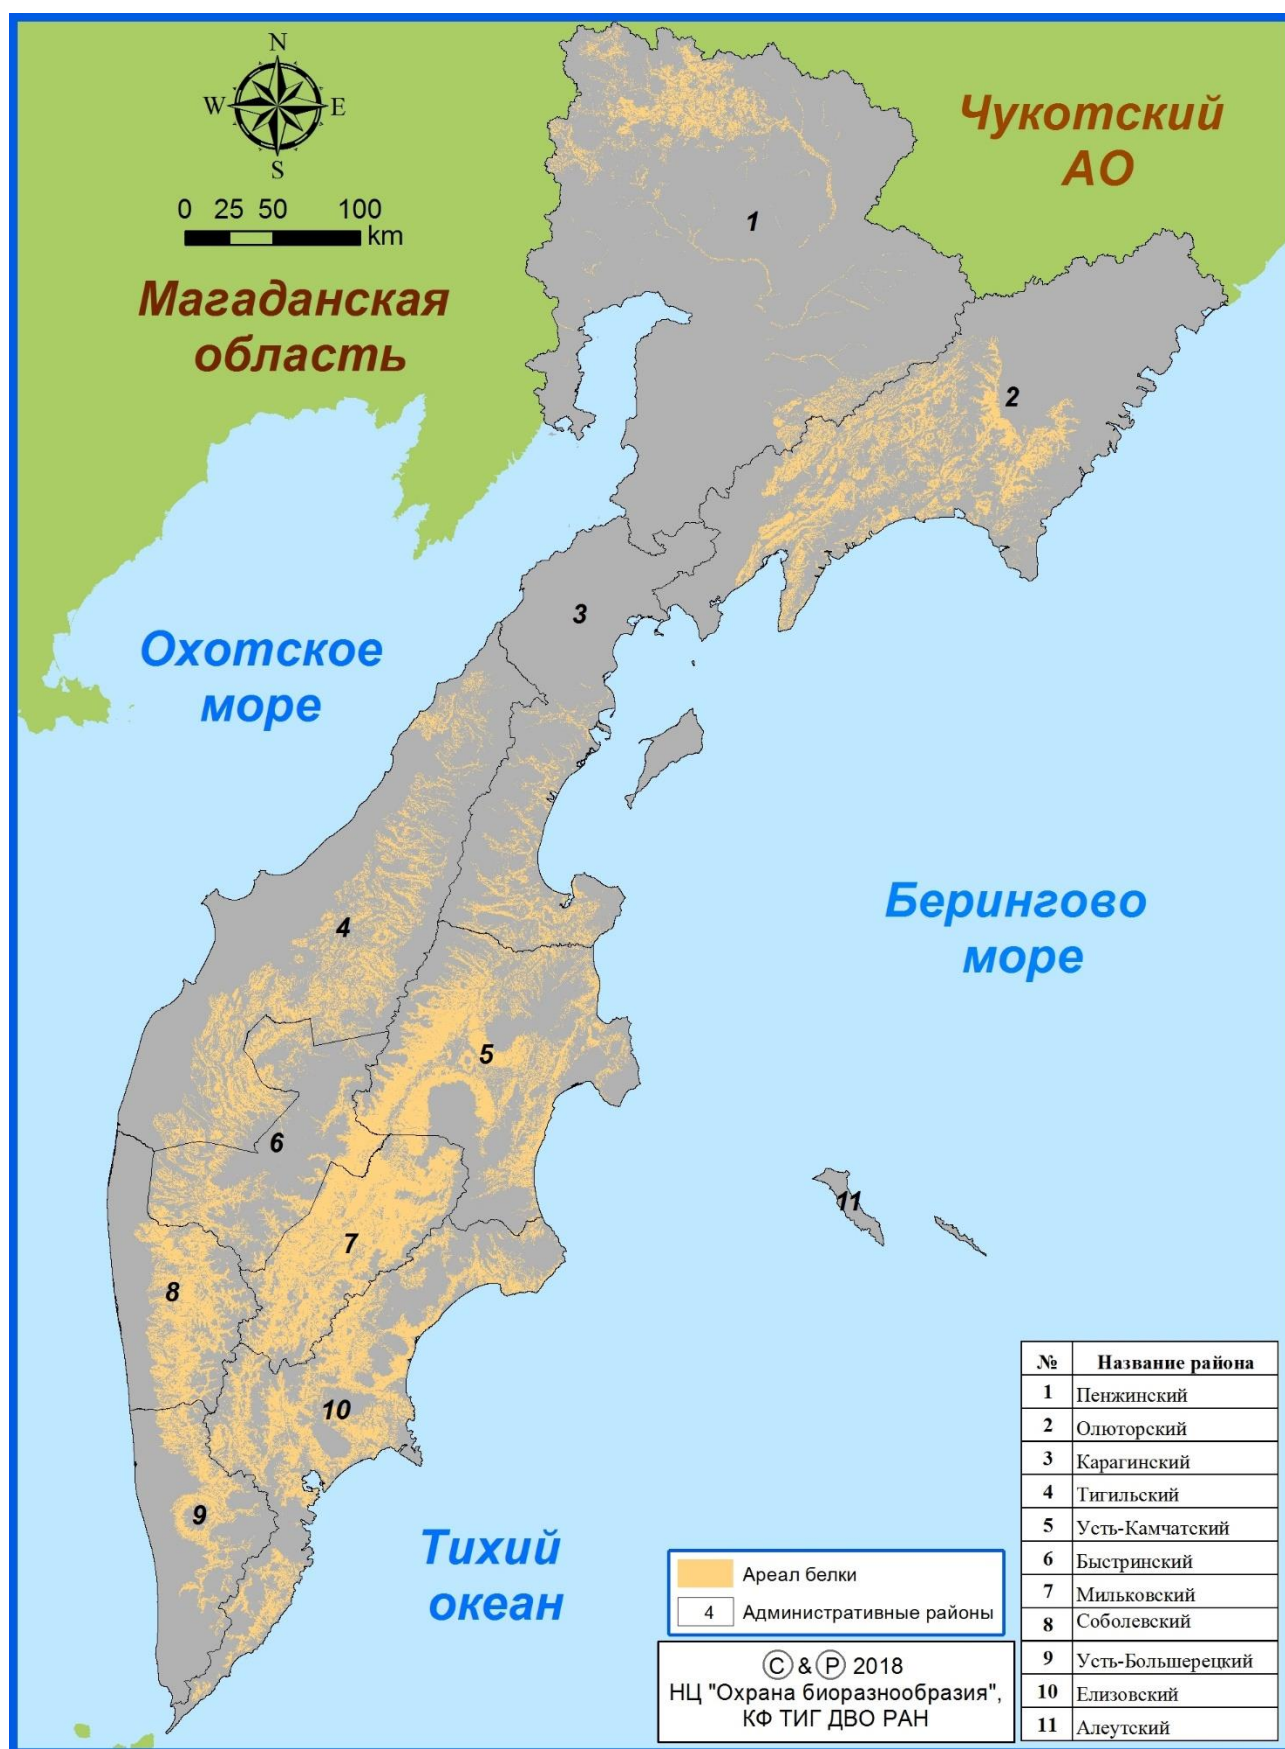 N
W E
S
0 25 50 100
km
Чукотский
АО
Магаданская
область
1
2
3
Охотское
море
4
Берингово
море
5
6
7
8
9
10
11
Тихий
океан
Ареал белки
4 Административные районы
Ⓒ & Ⓟ 2018
НЦ "Охрана биоразнообразия",
КФ ТИГ ДВО РАН
№ Название района
1 Пенжинский
2 Олюторский
3 Карагинский
4 Тигильский
5 Усть-Камчатский
6 Быстринский
7 Мильковский
8 Соболевский
9 Усть-Большерецкий
10 Елизовский
11 Алеутский